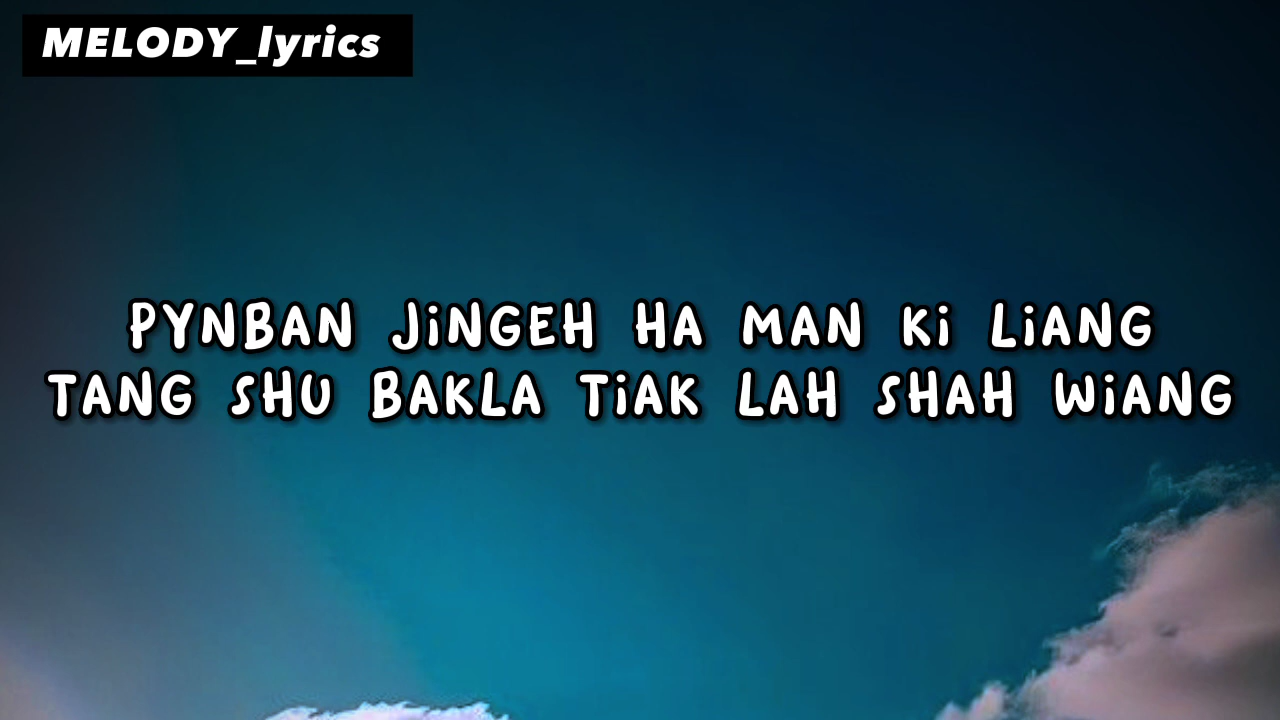 MELODY_lyrics
PYNBAN JiNGEH HA MAN Ki LiANG
TANG SHU BAKLA TiAK LAH SHAH WiANG